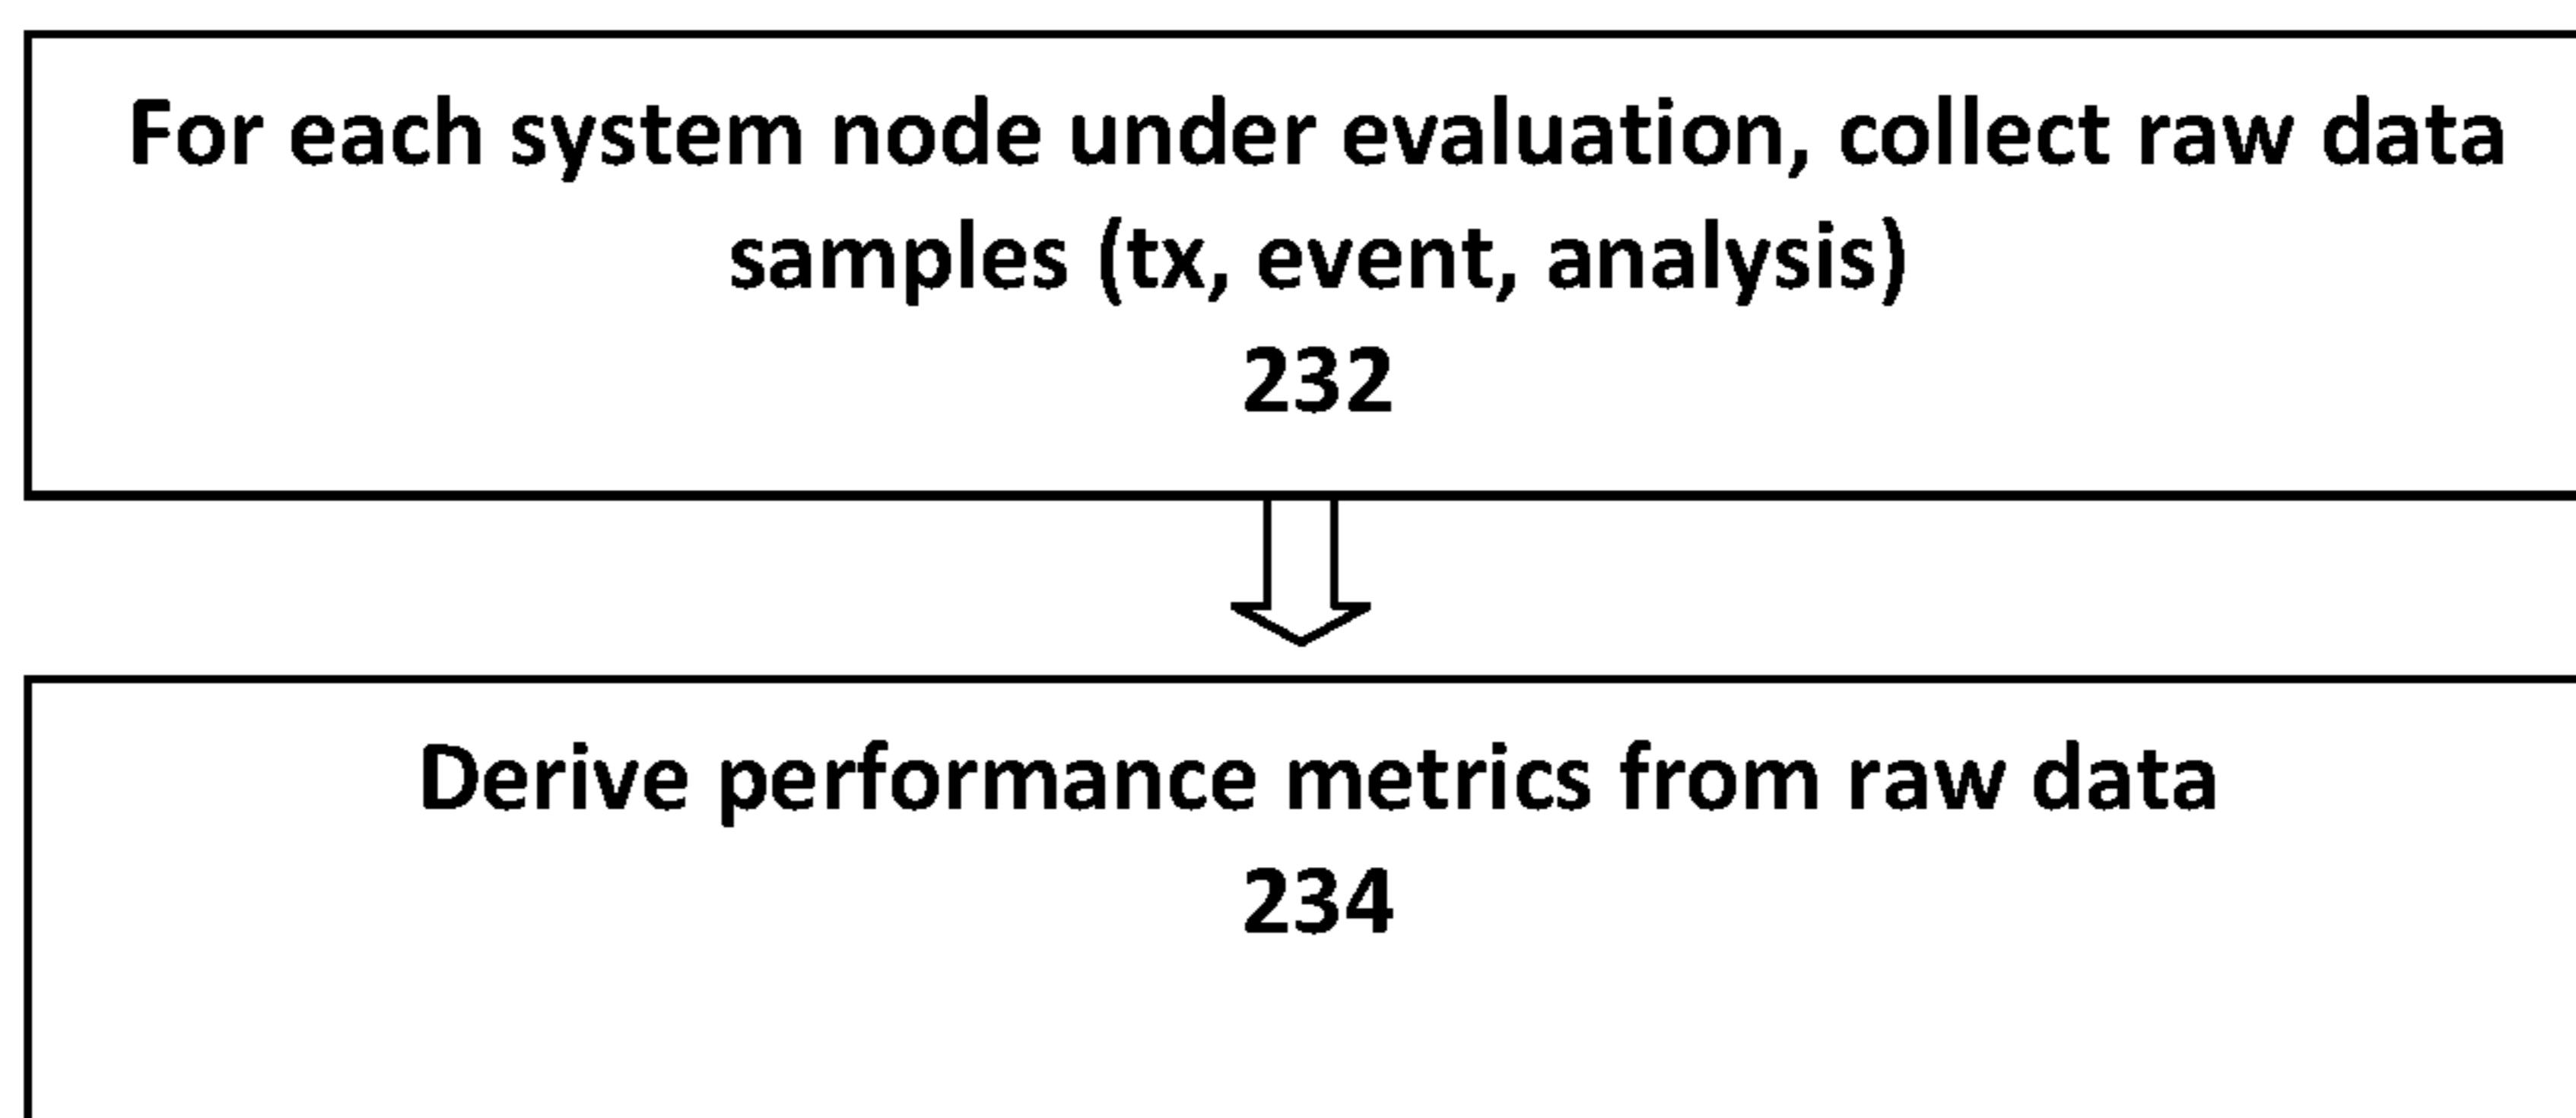 For each system node under evaluation, collect raw data
samples (tx, event, analysis)
232
Derive performance metrics from raw data
234